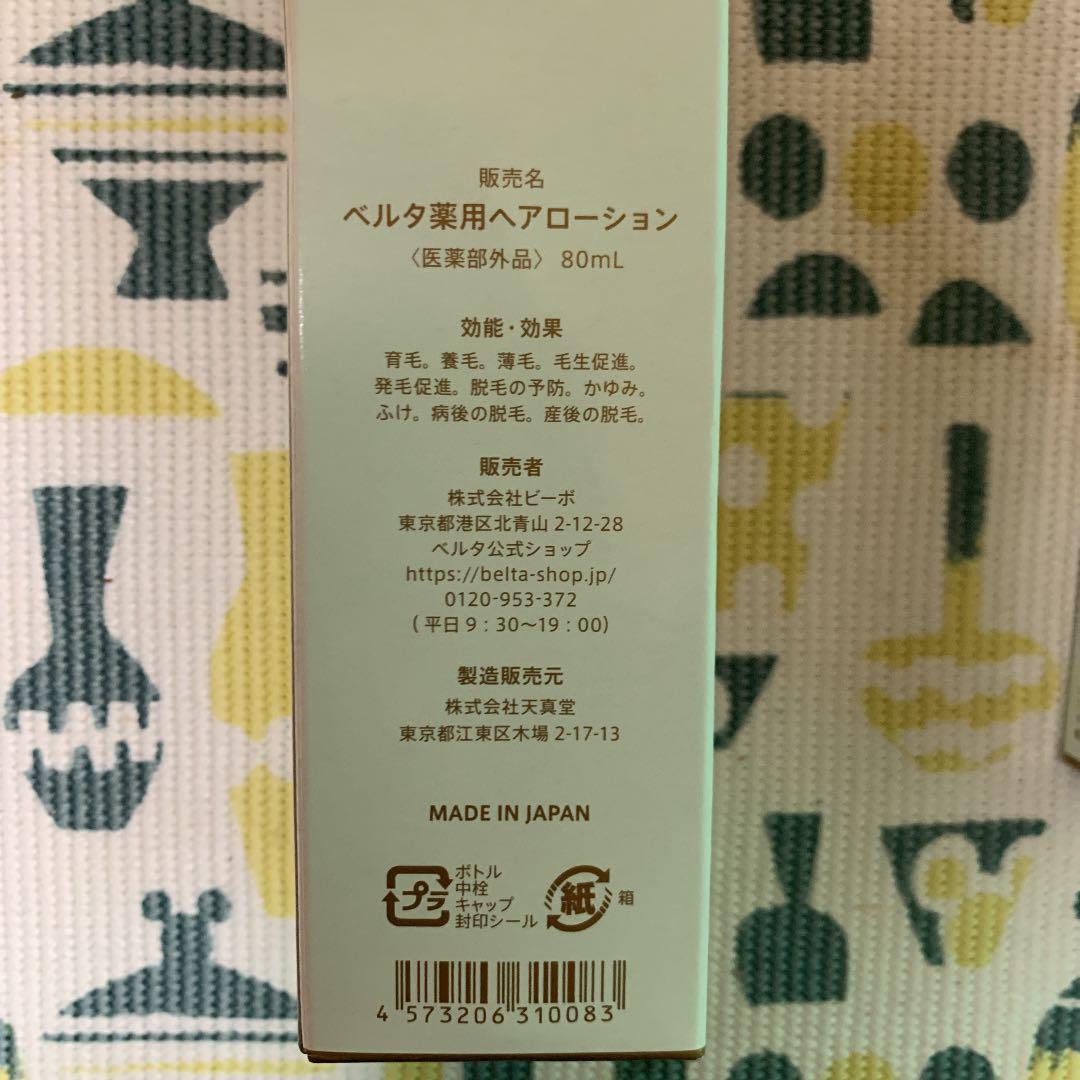 販売名
ベルタ薬用ヘアローション
〈医薬部外品〉 80mL
効能・効果
育毛。養毛。薄毛。毛生促進。
発毛促進。脱毛の予防。かゆみ。
ふけ。病後の脱毛。産後の脱毛。
販売者
株式会社ビーボ
東京都港区北青山 2-12-28
ベルタ公式ショップ
https://belta-shop.jp/
0120-953-372
( 平日 9：30〜19：00)
製造販売元
株式会社天真堂
東京都江東区木場 2-17-13
MADE IN JAPAN
プラ
ボトル
中栓
キャップ
封印シール
紙
箱
4 573206 310083